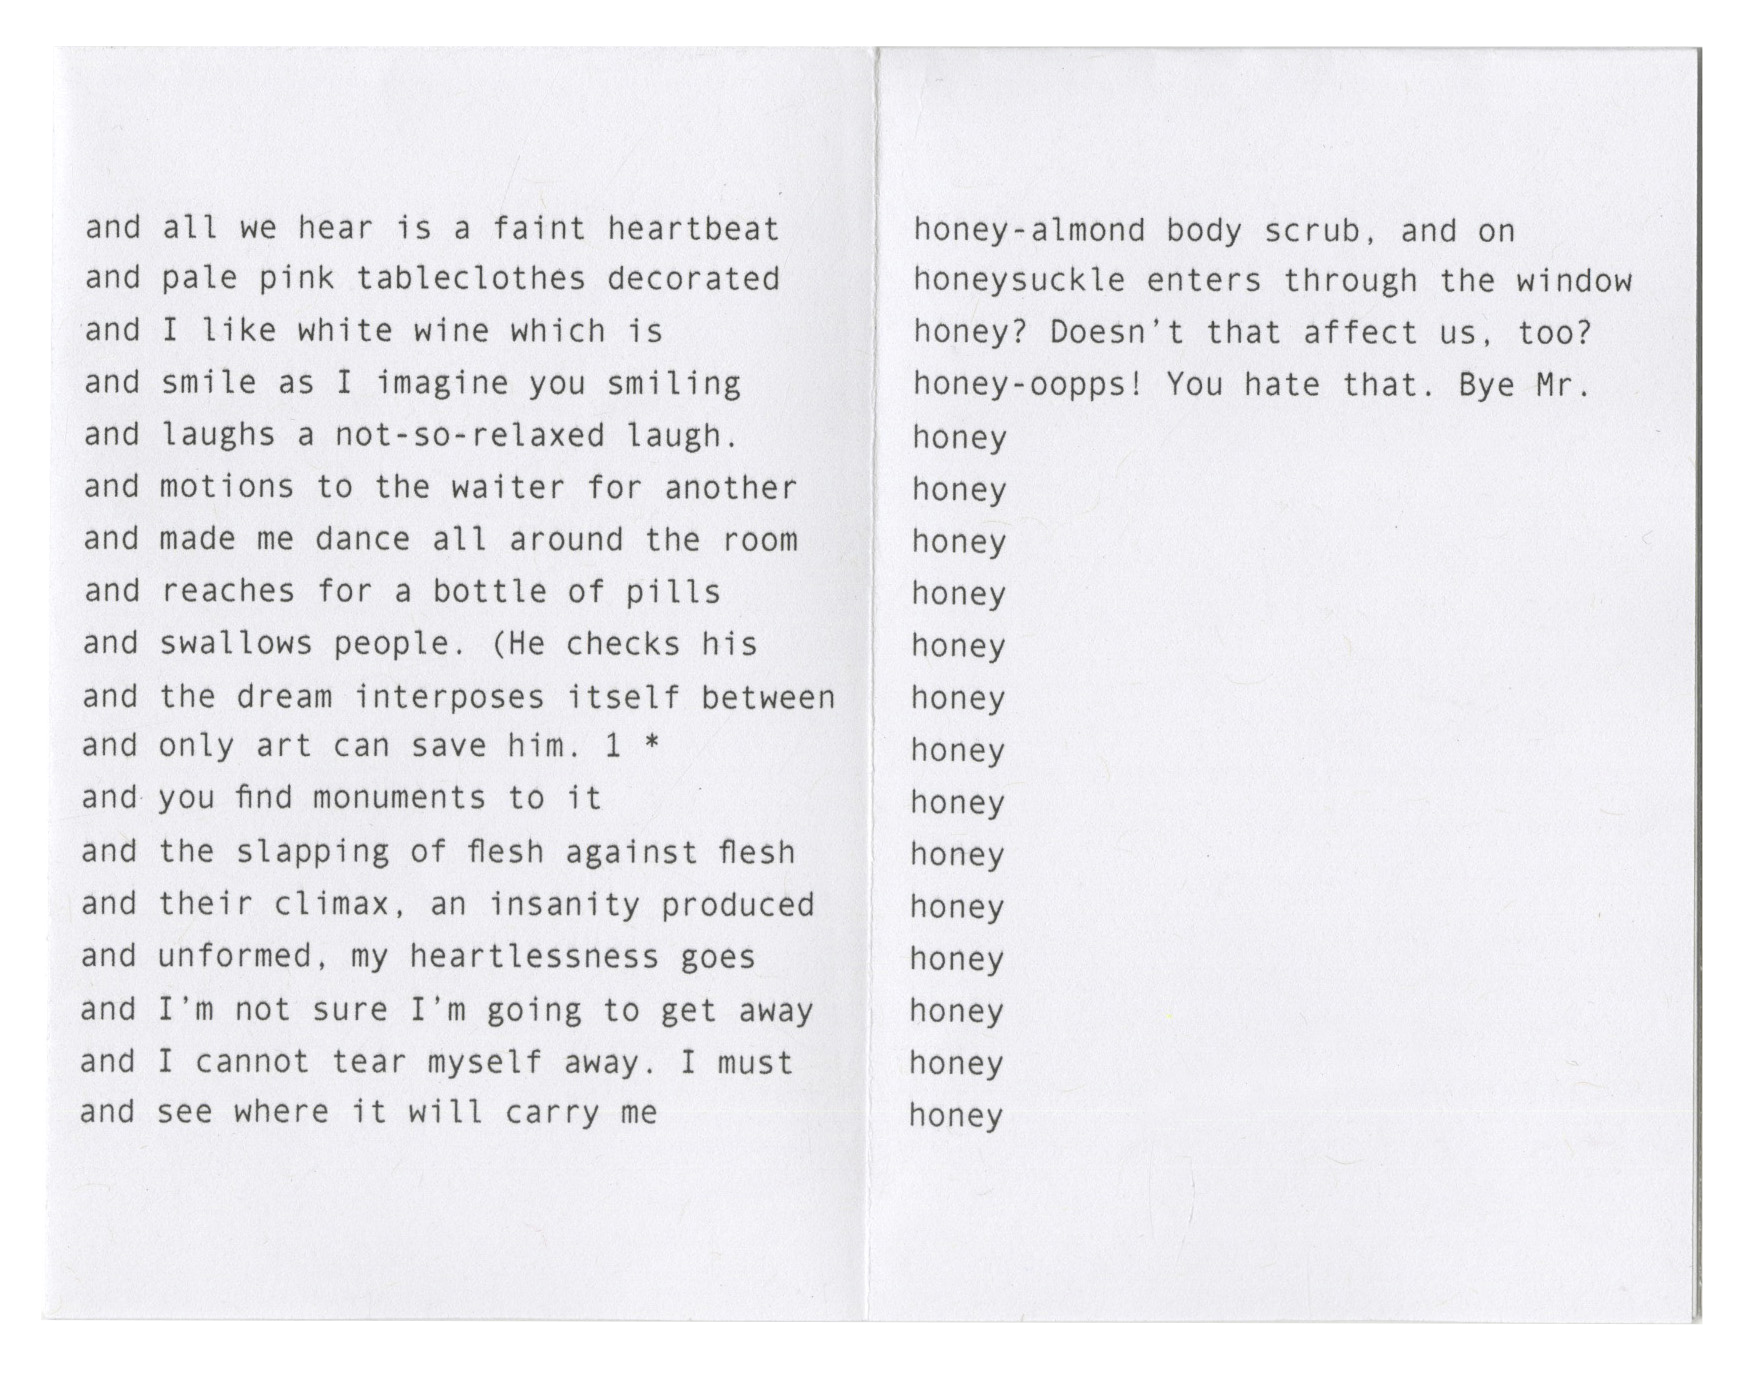 and all we hear is a faint heartbeat
and pale pink tableclothes decorated
and I like white wine which is
and smile as I imagine you smiling
and laughs a not-so-relaxed laugh.
and motions to the waiter for another
and made me dance all around the room
and reaches for a bottle of pills
and swallows people. (He checks his
and the dream interposes itself between
and only art can save him. 1 *
and you find monuments to it
and the slapping of flesh against flesh
and their climax, an insanity produced
and unformed, my heartlessness goes
and I'm not sure I'm going to get away
and I cannot tear myself away. I must
and see where it will carry me
honey-almond body scrub, and on
honeysuckle enters through the window
honey? Doesn't that affect us, too?
honey-oopps! You hate that. Bye Mr.
honey
honey
honey
honey
honey
honey
honey
honey
honey
honey
honey
honey
honey
honey